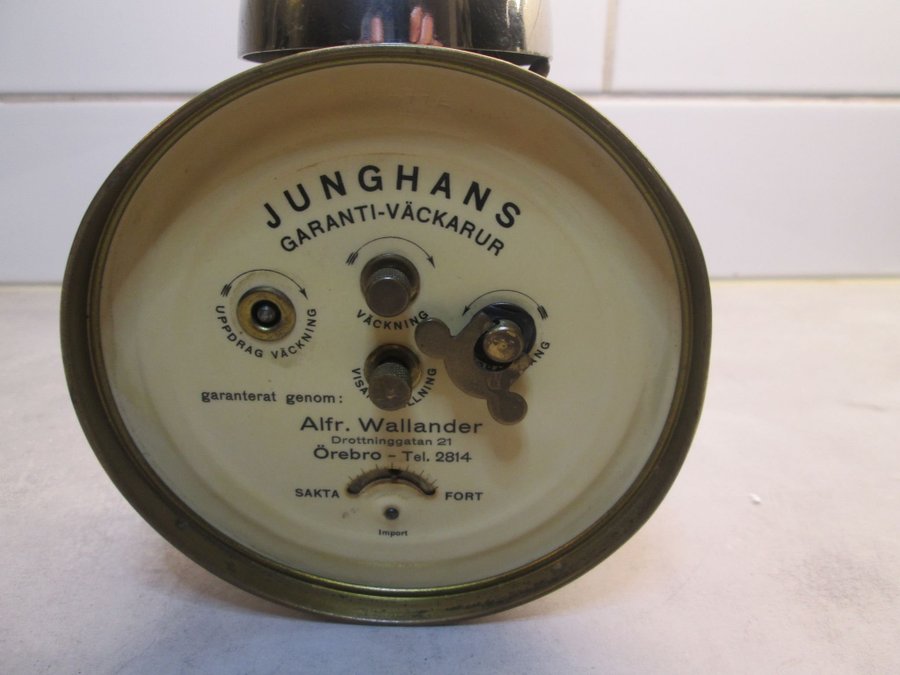 JUNGHANS
GARANTI-VÄCKARUR
UPPDRAG VÄCKNING
VÄCKNING
garanterat genom:
Alfr. Wallander
Drottninggatan 21
Örebro - Tel. 2814
SAKTA FORT
Import